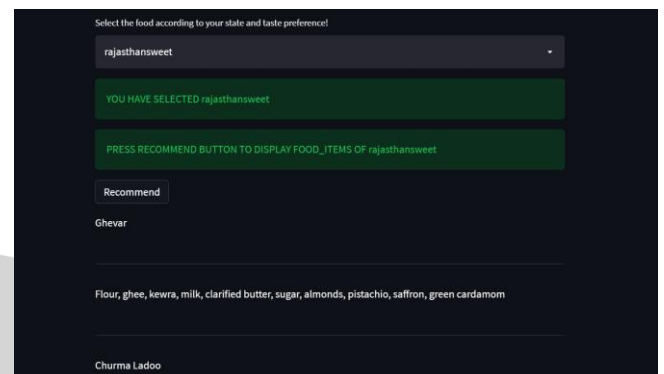 Select the food according to your state and taste preference!
rajasthansweet
YOU HAVE SELECTED rajasthansweet
PRESS RECOMMEND BUTTON TO DISPLAY FOOD_ITEMS OF rajasthansweet
Recommend
Ghevar
Flour, ghee, kewra, milk, clarified butter, sugar, almonds, pistachio, saffron, green cardamom
Churma Ladoo